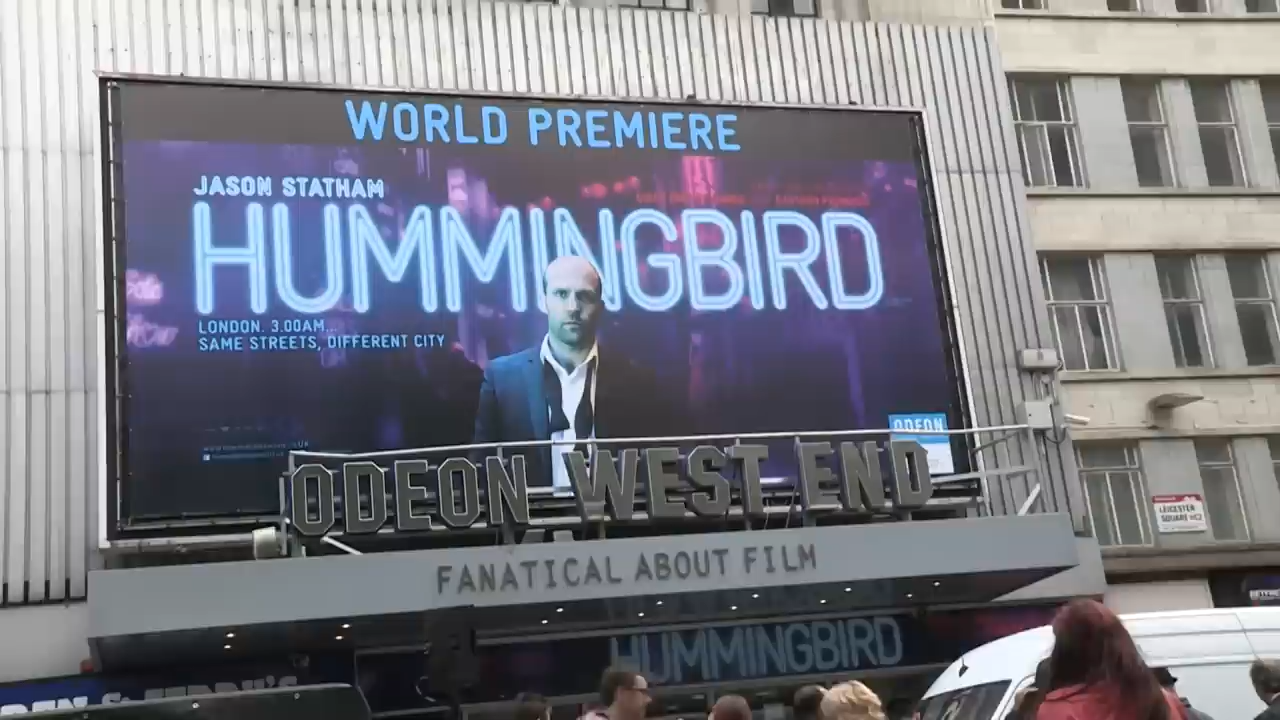 WORLD PREMIERE
JASON STATHAM
HUMMINGBIRD
LONDON. 3.00AM...
SAME STREETS, DIFFERENT CITY
ODEON
ODEON WEST END
FANATICAL ABOUT FILM
LEICESTER
SQUARE WC2
HUMMINGBIRD